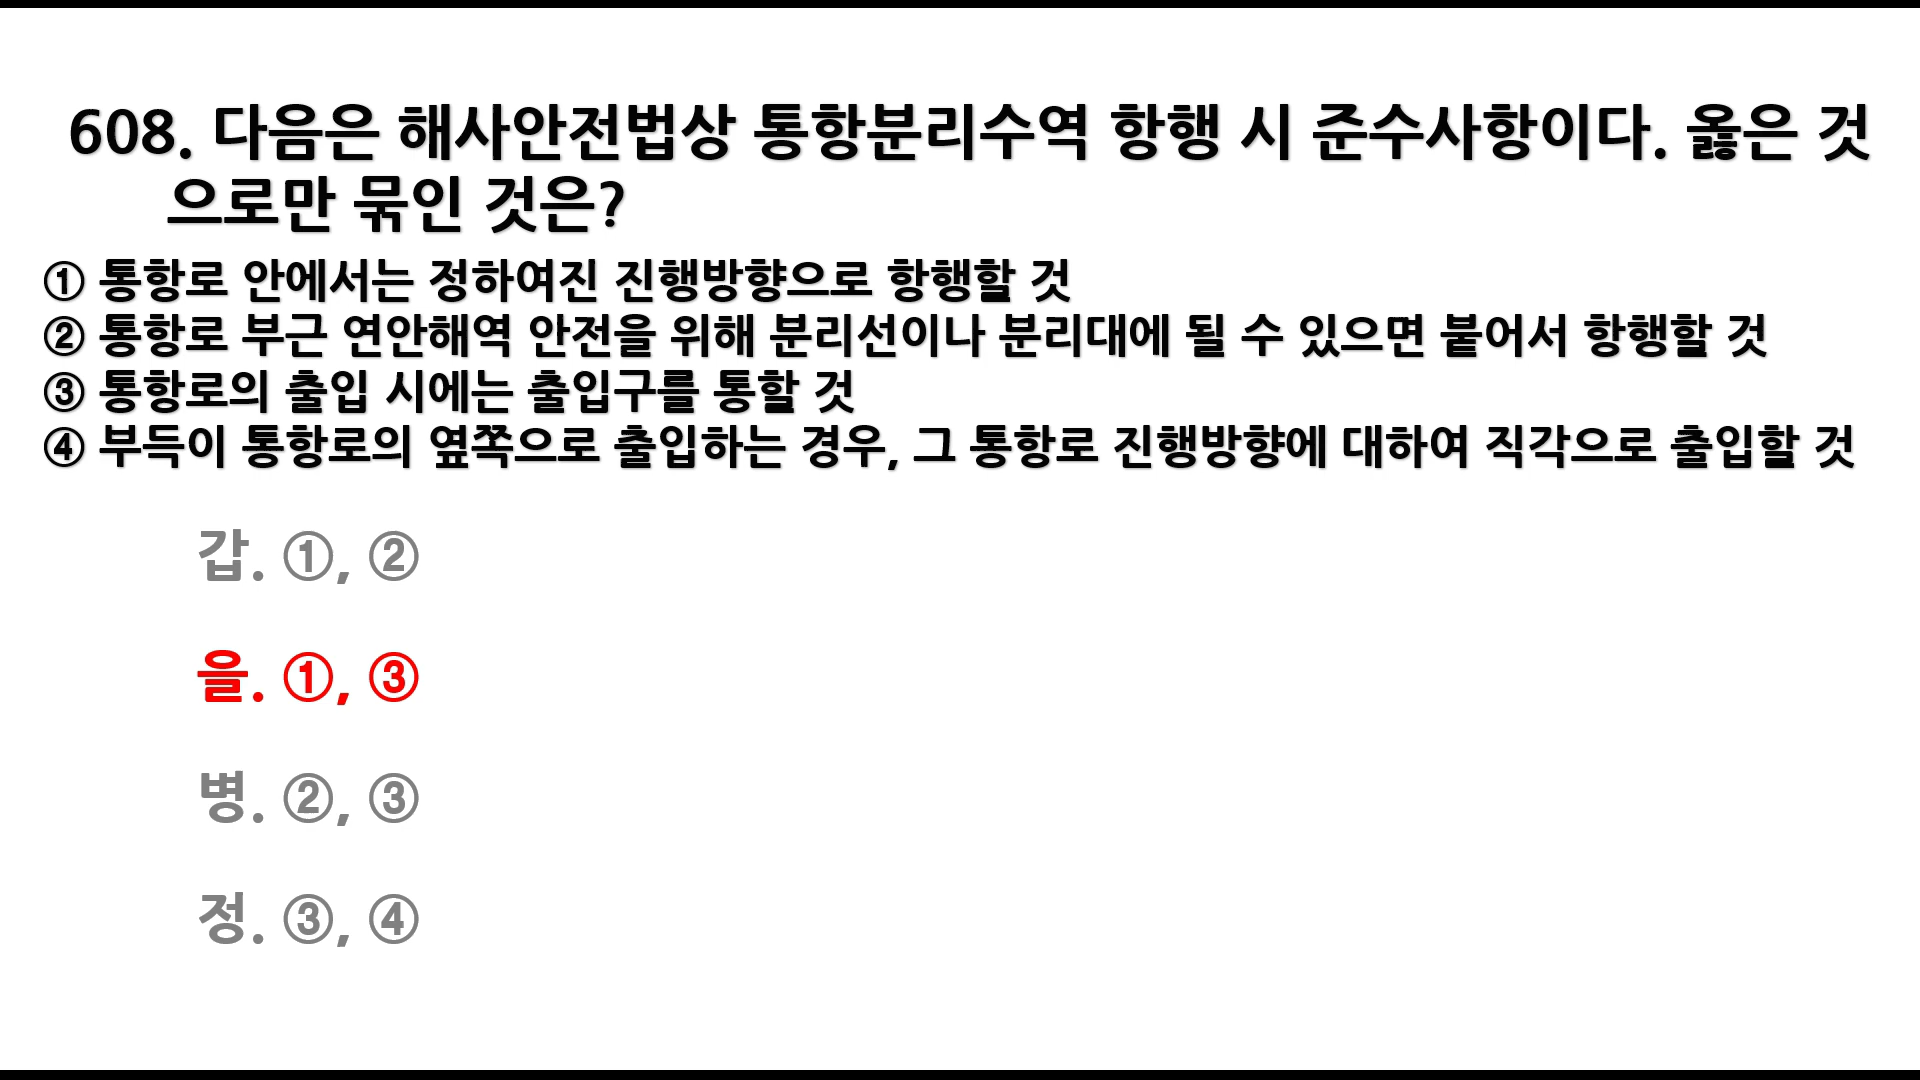 608. 다음은 해사안전법상 통항분리수역 항행 시 준수사항이다. 옳은 것
으로만 묶인 것은?
① 통항로 안에서는 정하여진 진행방향으로 항행할 것
② 통항로 부근 연안해역 안전을 위해 분리선이나 분리대에 될 수 있으면 붙어서 항행할 것
③ 통항로의 출입 시에는 출입구를 통할 것
④ 부득이 통항로의 옆쪽으로 출입하는 경우, 그 통항로 진행방향에 대하여 직각으로 출입할 것
갑. ①, ②
을. ①, ③
병. ②, ③
정. ③, ④